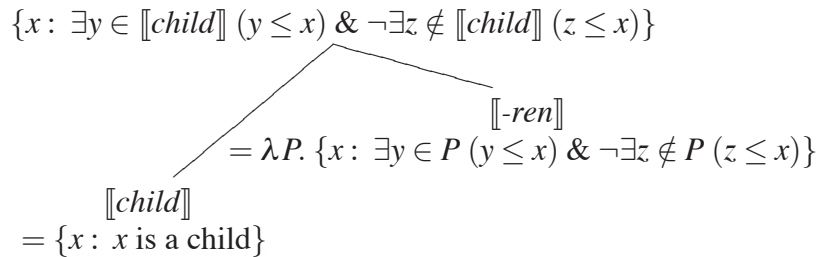 {x : ∃y ∈ ⟦child⟧ (y ≤ x) & ¬∃z ∉ ⟦child⟧ (z ≤ x)}
⟦-ren⟧
= λP. {x : ∃y ∈ P (y ≤ x) & ¬∃z ∉ P (z ≤ x)}
⟦child⟧
= {x : x is a child}